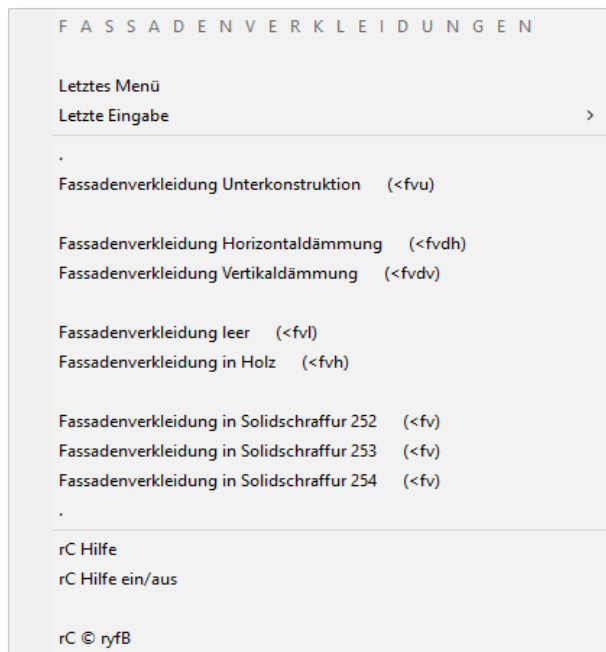 F A S S A D E N V E R K L E I D U N G E N
Letztes Menü
Letzte Eingabe >
.
Fassadenverkleidung Unterkonstruktion (<fvu)
Fassadenverkleidung Horizontaldämmung (<fvdh)
Fassadenverkleidung Vertikaldämmung (<fvdv)
Fassadenverkleidung leer (<fvl)
Fassadenverkleidung in Holz (<fvh)
Fassadenverkleidung in Solidschraffur 252 (<fv)
Fassadenverkleidung in Solidschraffur 253 (<fv)
Fassadenverkleidung in Solidschraffur 254 (<fv)
.
rC Hilfe
rC Hilfe ein/aus
rC © ryfB